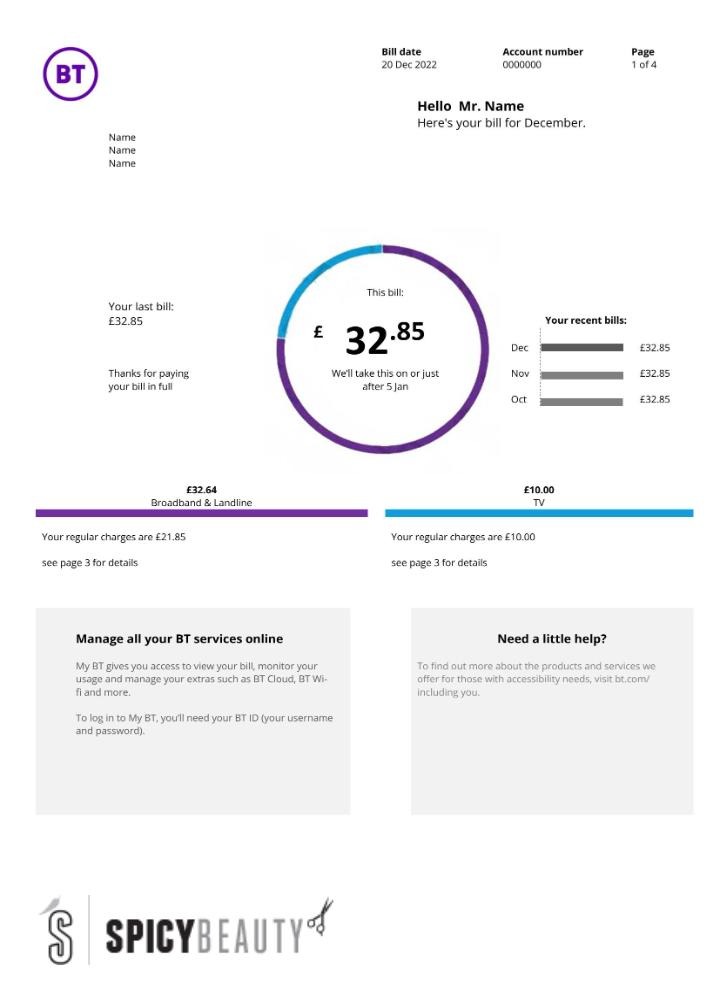 BT
Bill date Account number Page
20 Dec 2022 0000000 1 of 4
Hello Mr. Name
Here's your bill for December.
Name
Name
Name
This bill:
£ 32.85
We'll take this on or just
after 5 Jan
Your last bill:
£32.85
Thanks for paying
your bill in full
Your recent bills:
Dec £32.85
Nov £32.85
Oct £32.85
£32.64
Broadband & Landline
Your regular charges are £21.85
see page 3 for details
£10.00
TV
Your regular charges are £10.00
see page 3 for details
Manage all your BT services online
My BT gives you access to view your bill, monitor your
usage and manage your extras such as BT Cloud, BT Wi-
fi and more.
To log in to My BT, you'll need your BT ID (your username
and password).
Need a little help?
To find out more about the products and services we
offer for those with accessibility needs, visit bt.com/
including you.
S SPICYBEAUTY